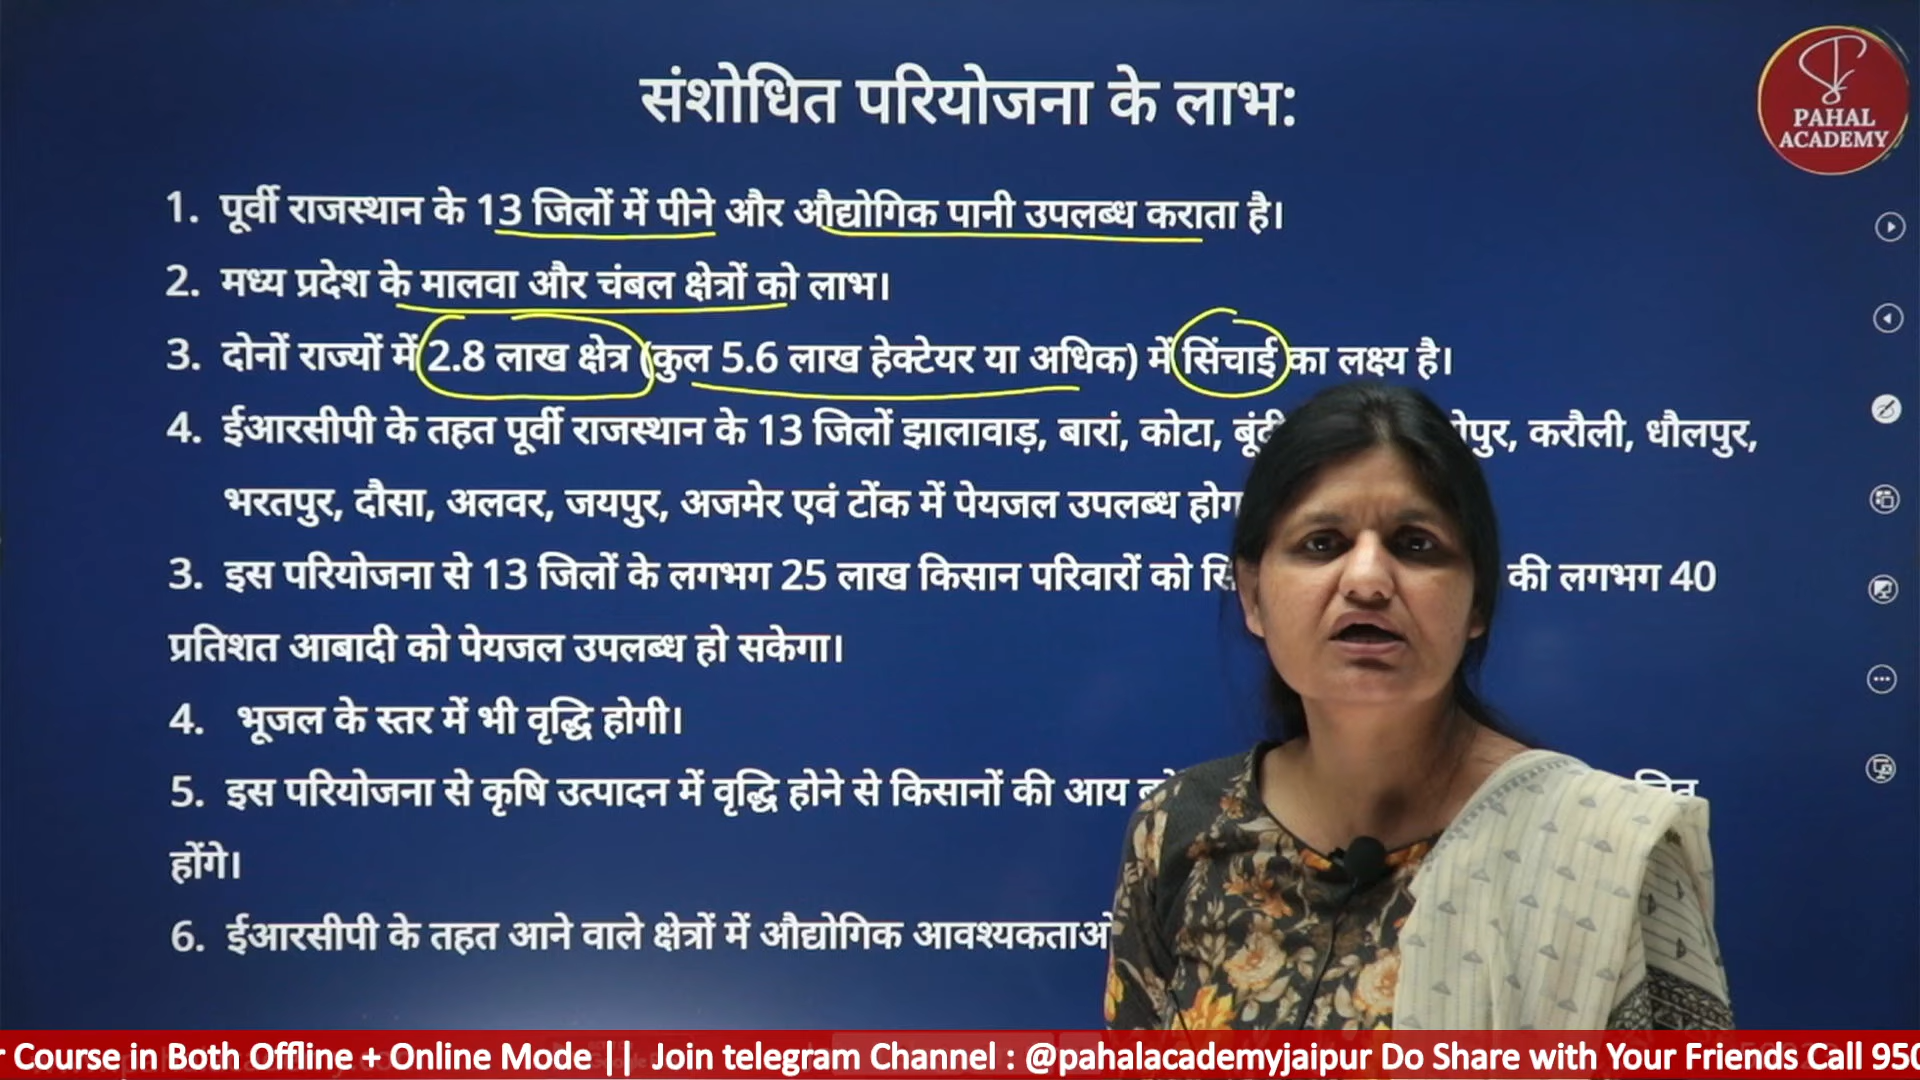 संशोधित परियोजना के लाभ:
PAHAL
ACADEMY
1. पूर्वी राजस्थान के 13 जिलों में पीने और औद्योगिक पानी उपलब्ध कराता है।
2. मध्य प्रदेश के मालवा और चंबल क्षेत्रों को लाभ।
3. दोनों राज्यों में 2.8 लाख क्षेत्र (कुल 5.6 लाख हेक्टेयर या अधिक) में सिंचाई का लक्ष्य है।
4. ईआरसीपी के तहत पूर्वी राजस्थान के 13 जिलों झालावाड़, बारां, कोटा, करौली, धौलपुर,
भरतपुर, दौसा, अलवर, जयपुर, अजमेर एवं टोंक में पेयजल उपलब्ध
3. इस परियोजना से 13 जिलों के लगभग 25 लाख किसान परिवारों को की लगभग 40
प्रतिशत आबादी को पेयजल उपलब्ध हो सकेगा।
4. भूजल के स्तर में भी वृद्धि होगी।
5. इस परियोजना से कृषि उत्पादन में वृद्धि होने से किसानों की आय
होंगे।
6. ईआरसीपी के तहत आने वाले क्षेत्रों में औद्योगिक
r Course in Both Offline + Online Mode || Join telegram Channel : @pahalacademyjaipur Do Share with Your Friends Call 950